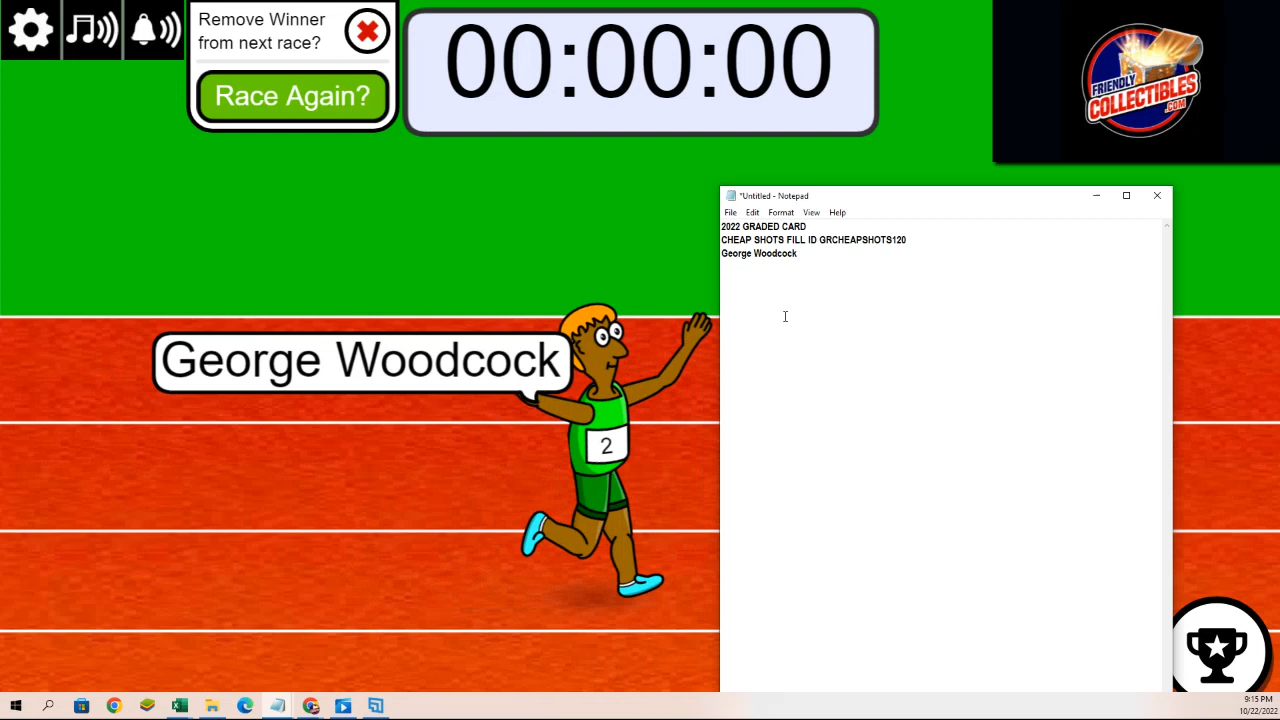 Remove Winner
from next race?
Race Again?
00:00:00
FRIENDLY
COLLECTIBLES
.COM
*Untitled - Notepad
File Edit Format View Help
2022 GRADED CARD
CHEAP SHOTS FILL ID GRCHEAPSHOTS120
George Woodcock
George Woodcock
2
9:15 PM
10/22/2022